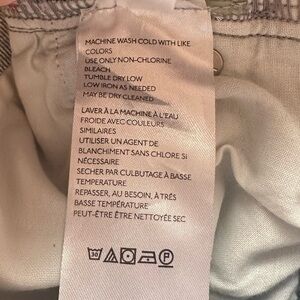 MACHINE WASH COLD WITH LIKE
COLORS
USE ONLY NON-CHLORINE
BLEACH
TUMBLE DRY LOW
LOW IRON AS NEEDED
MAY BE DRY CLEANED
LAVER À LA MACHINE À L'EAU
FROIDE AVEC COULEURS
SIMILAIRES
UTILISER UN AGENT DE
BLANCHIMENT SANS CHLORE SI
NÉCESSAIRE
SECHER PAR CULBUTAGE À BASSE
TEMPERATURE
REPASSER, AU BESOIN, À TRÈS
BASSE TEMPÉRATURE
PEUT-ÊTRE ÊTRE NETTOYÉE SEC
30
P